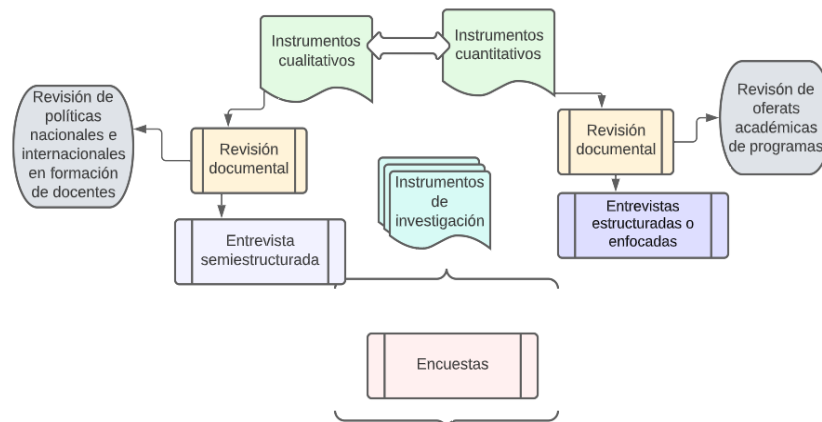 Instrumentos
cualitativos
Instrumentos
cuantitativos
Revisión de
políticas
nacionales e
internacionales
en formación
de docentes
Revisión
documental
Revisión
documental
Revisón de
oferats
académicas
de programas
Instrumentos
de
investigación
Entrevista
semiestructurada
Entrevistas
estructuradas o
enfocadas
Encuestas